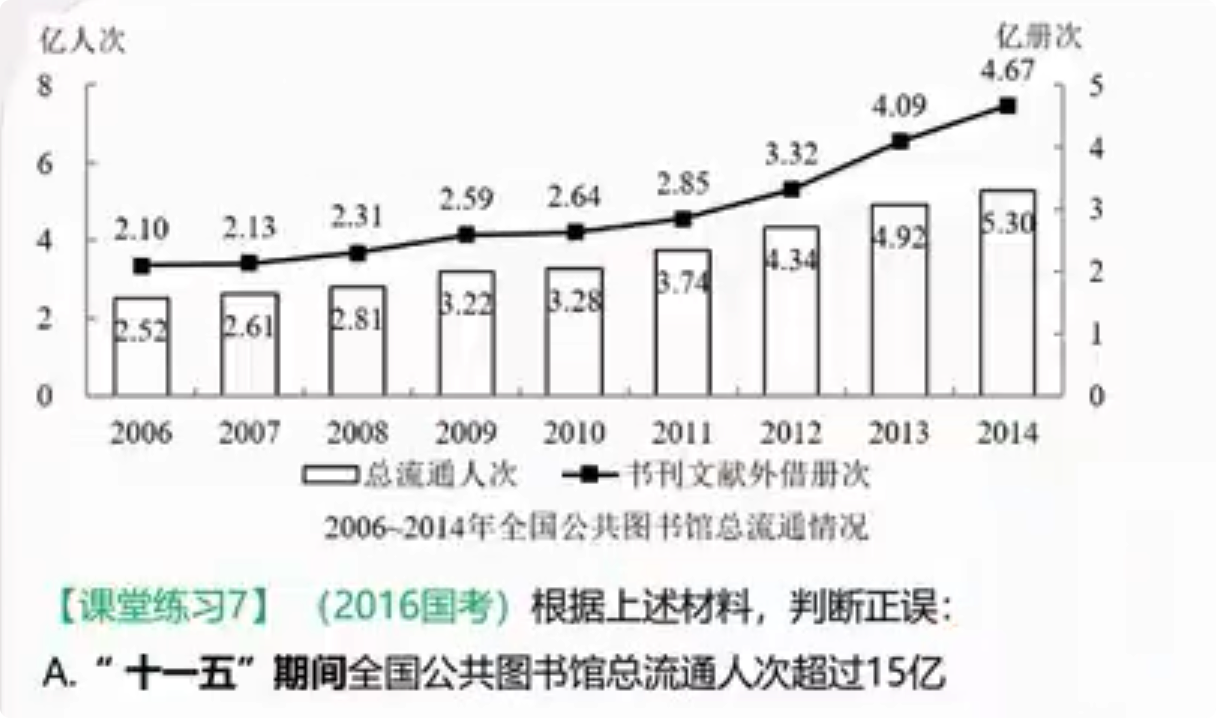 亿人次 亿册次
8 6 4 2 0
5 4 3 2 1 0
2.10 2.13 2.31 2.59 2.64 2.85 3.32 4.09 4.67
2.52 2.61 2.81 3.22 3.28 3.74 4.34 4.92 5.30
2006 2007 2008 2009 2010 2011 2012 2013 2014
总流通人次 书刊文献外借册次
2006~2014年全国公共图书馆总流通情况
【课堂练习7】（2016国考）根据上述材料，判断正误：
A. “十一五”期间全国公共图书馆总流通人次超过15亿